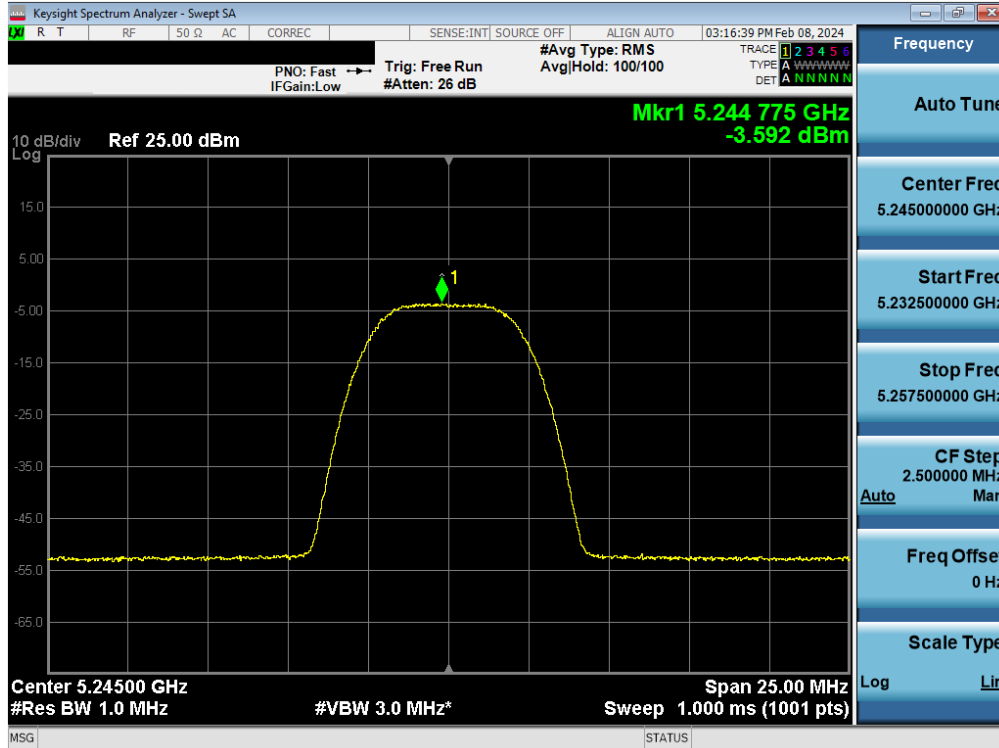 Keysight Spectrum Analyzer - Swept SA
LXI R T RF 50 Ω AC CORREC SENSE:INT SOURCE OFF ALIGN AUTO 03:16:39 PM Feb 08, 2024
PNO: Fast
IFGain:Low
Trig: Free Run
#Atten: 26 dB
#Avg Type: RMS
Avg|Hold: 100/100
TRACE 1 2 3 4 5 6
TYPE A WWWWW
DET A N N N N N
Mkr1 5.244 775 GHz
-3.592 dBm
10 dB/div
Log
Ref 25.00 dBm
15.0
5.00
-5.00
-15.0
-25.0
-35.0
-45.0
-55.0
-65.0
1
Center 5.24500 GHz
#Res BW 1.0 MHz
#VBW 3.0 MHz*
Span 25.00 MHz
Sweep 1.000 ms (1001 pts)
MSG
STATUS
Frequency
Auto Tune
Center Freq
5.245000000 GHz
Start Freq
5.232500000 GHz
Stop Freq
5.257500000 GHz
CF Step
2.500000 MHz
Auto Man
Freq Offset
0 Hz
Scale Type
Log Lin